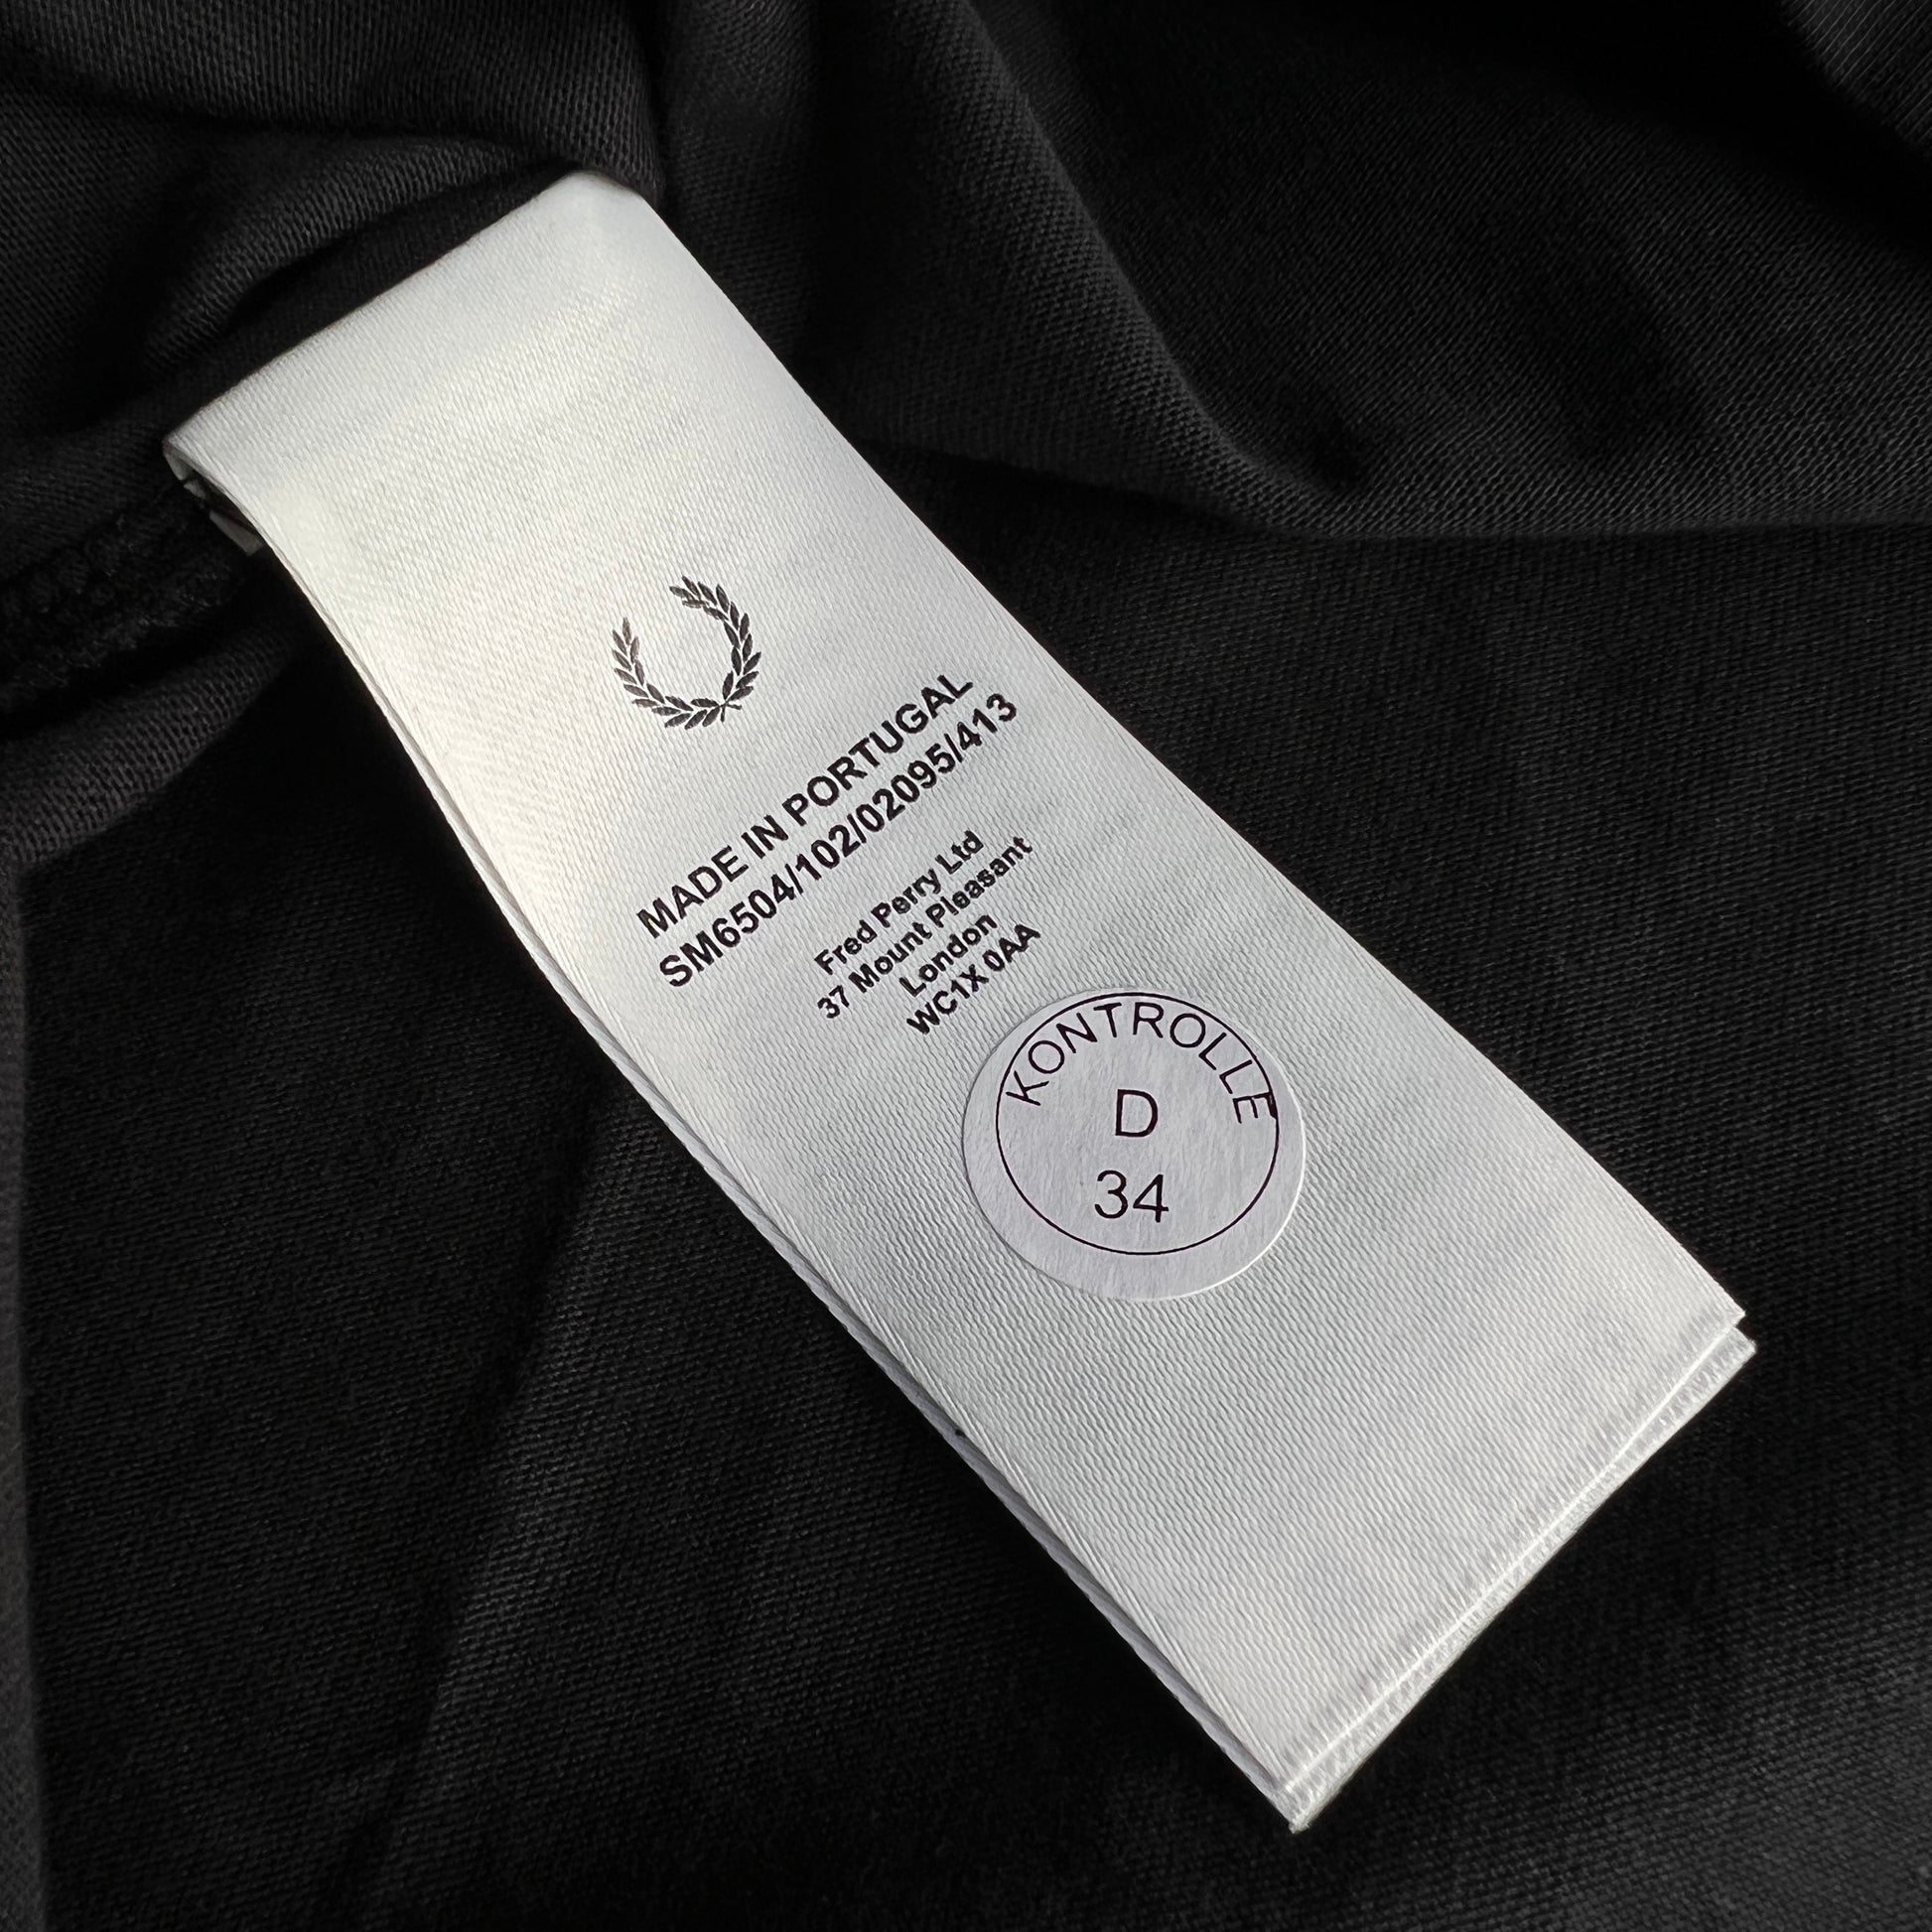 MADE IN PORTUGAL
SM6504/102/02095/413
Fred Perry Ltd
37 Mount Pleasant
London
WC1X 0AA
KONTROLLE
D
34